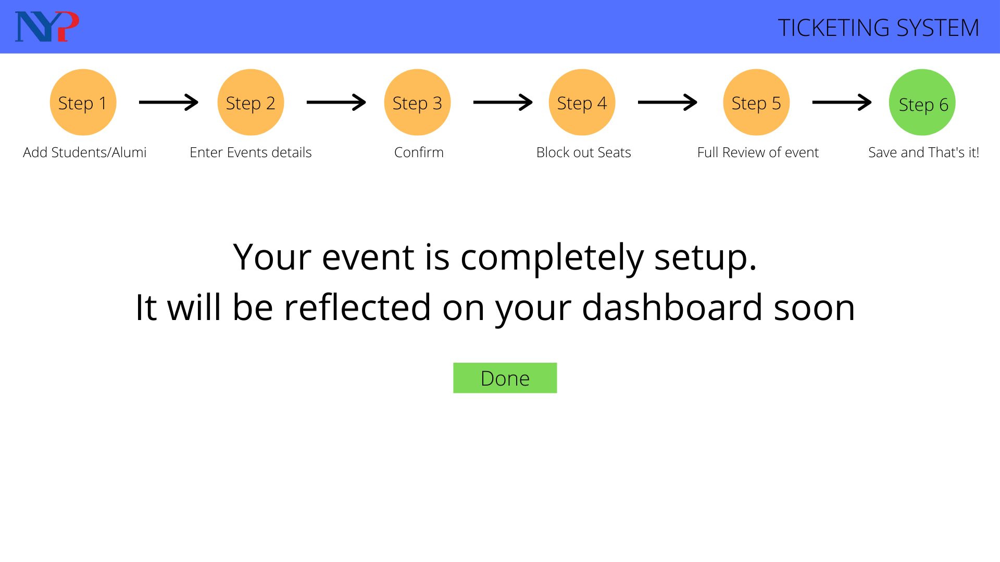 NYP
TICKETING SYSTEM
Step 1
Step 2
Step 3
Step 4
Step 5
Step 6
Add Students/Alumi
Enter Events details
Confirm
Block out Seats
Full Review of event
Save and That's it!
Your event is completely setup.
It will be reflected on your dashboard soon
Done